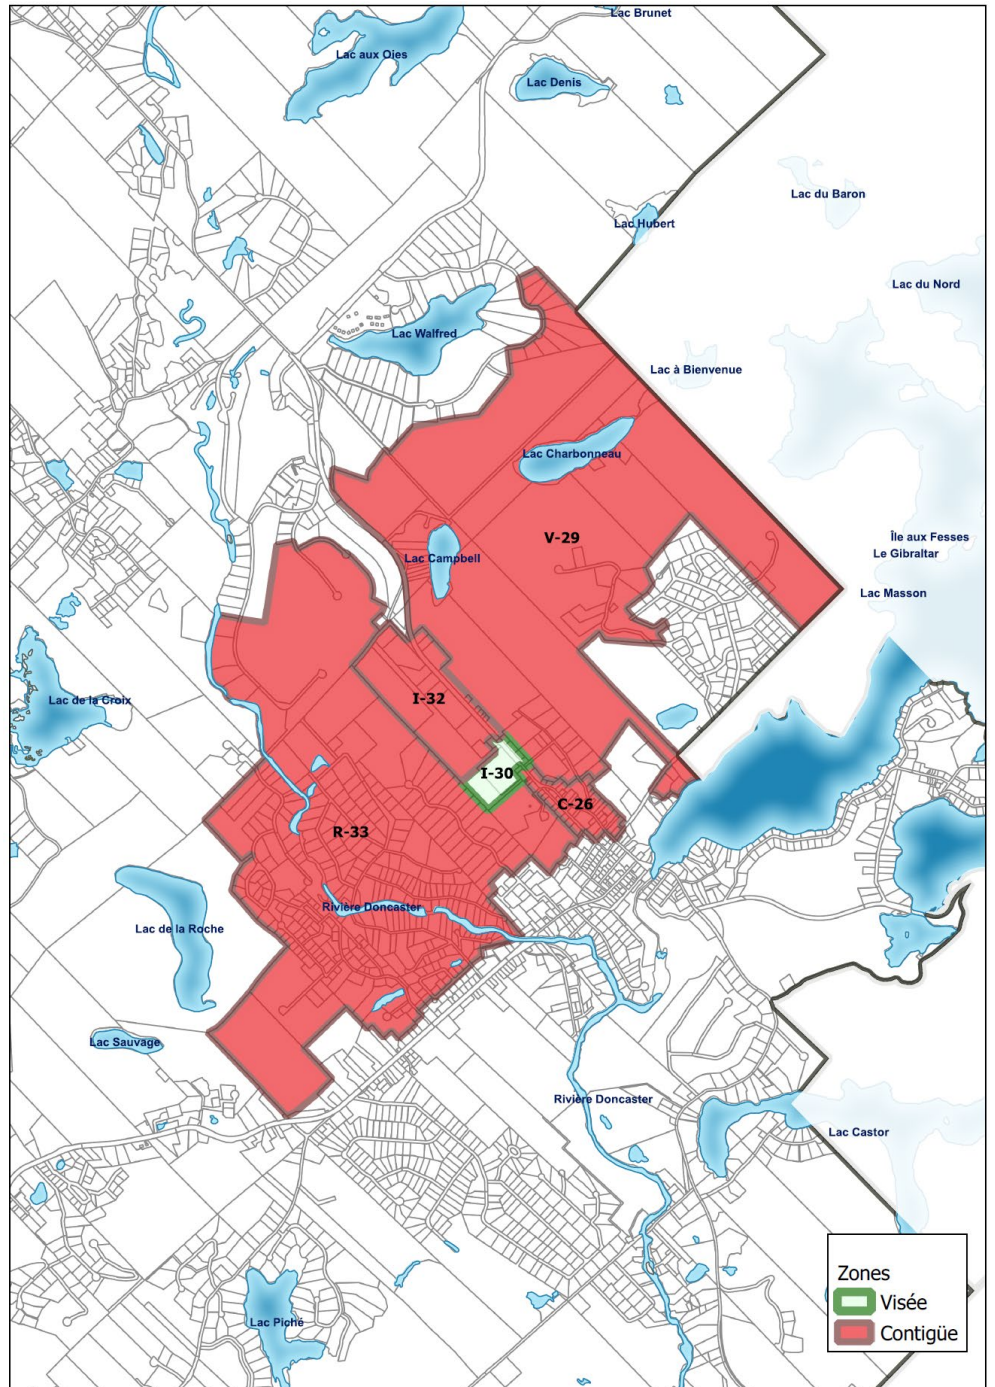 Lac Brunet
Lac aux Oies
Lac Denis
Lac du Baron
Lac Hubert
Lac du Nord
Lac Walfred
Lac à Bienvenue
Lac Charbonneau
V-29
Île aux Fesses
Le Gibraltar
Lac Campbell
Lac Masson
Lac de la Croix
I-32
I-30
C-26
R-33
Rivière Doncaster
Lac de la Roche
Lac Sauvage
Rivière Doncaster
Lac Castor
Lac Piché
Zones
Visée
Contigüe